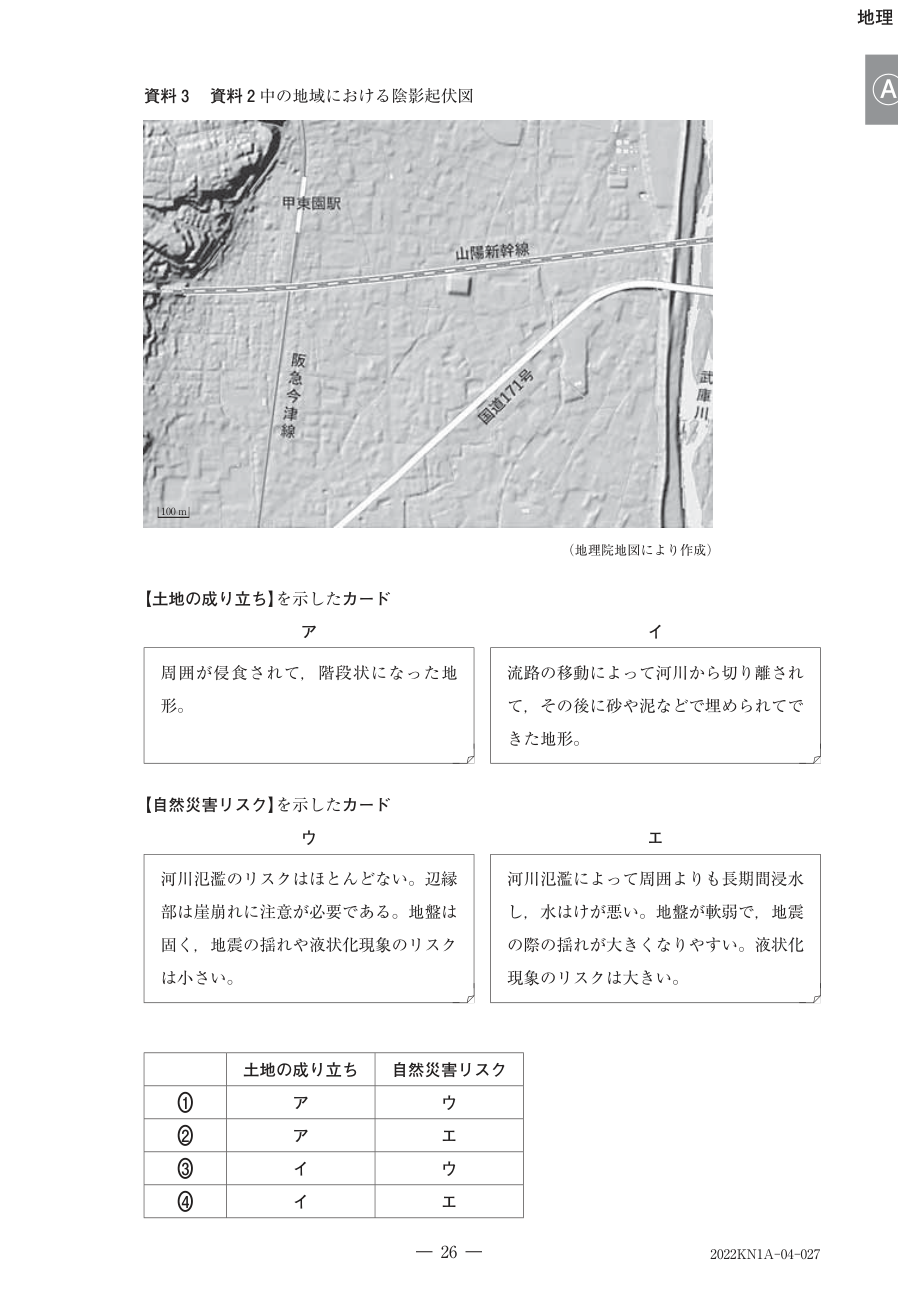 地理
A
資料3 資料2中の地域における陰影起伏図
甲東園駅
山陽新幹線
阪急今津線
国道171号
武庫川
100 m
（地理院地図により作成）
【土地の成り立ち】を示したカード
ア
周囲が侵食されて，階段状になった地
形。
イ
流路の移動によって河川から切り離され
て，その後に砂や泥などで埋められてで
きた地形。
【自然災害リスク】を示したカード
ウ
河川氾濫のリスクはほとんどない。辺縁
部は崖崩れに注意が必要である。地盤は
固く，地震の揺れや液状化現象のリスク
は小さい。
エ
河川氾濫によって周囲よりも長期間浸水
し，水はけが悪い。地盤が軟弱で，地震
の際の揺れが大きくなりやすい。液状化
現象のリスクは大きい。
土地の成り立ち 自然災害リスク
① ア ウ
② ア エ
③ イ ウ
④ イ エ
― 26 ―
2022KN1A-04-027